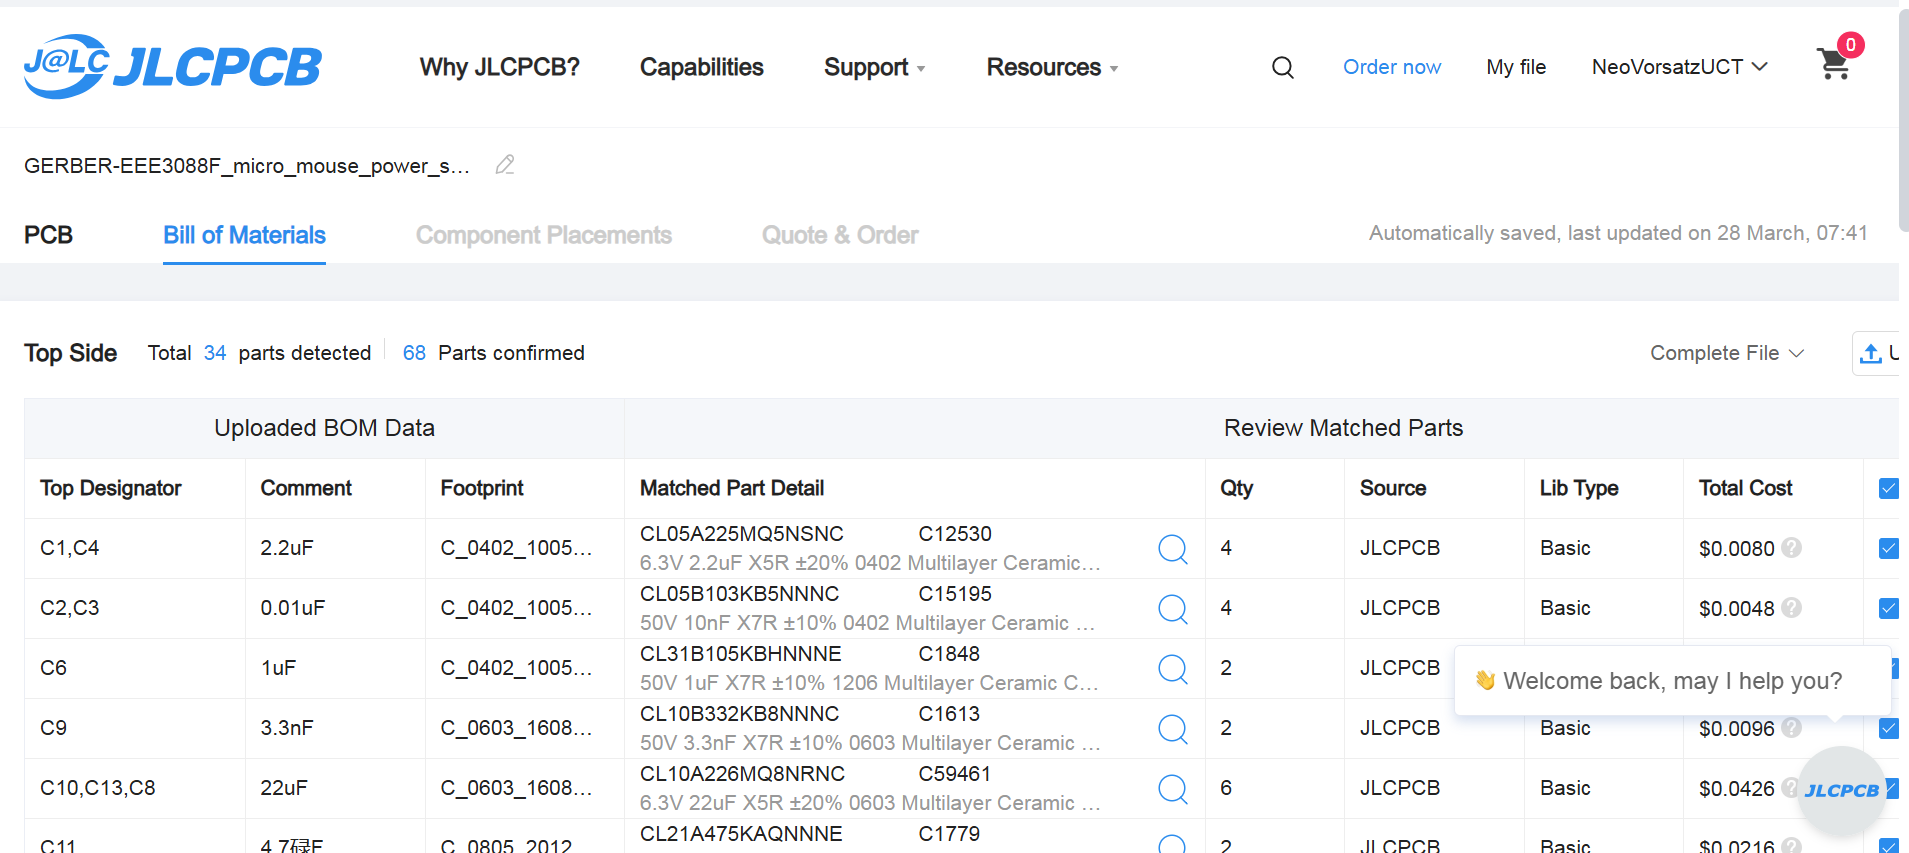 J@LC JLCPCB
Why JLCPCB? Capabilities Support Resources Order now My file NeoVorsatzUCT 0
GERBER-EEE3088F_micro_mouse_power_s...
PCB Bill of Materials Component Placements Quote & Order Automatically saved, last updated on 28 March, 07:41
Top Side Total 34 parts detected 68 Parts confirmed Complete File U
Uploaded BOM Data Review Matched Parts
Top Designator Comment Footprint Matched Part Detail Qty Source Lib Type Total Cost
C1,C4 2.2uF C_0402_1005... CL05A225MQ5NSNC C12530 4 JLCPCB Basic $0.0080 ?
6.3V 2.2uF X5R ±20% 0402 Multilayer Ceramic...
C2,C3 0.01uF C_0402_1005... CL05B103KB5NNNC C15195 4 JLCPCB Basic $0.0048 ?
50V 10nF X7R ±10% 0402 Multilayer Ceramic ...
C6 1uF C_0402_1005... CL31B105KBHNNNE C1848 2 JLCPCB
50V 1uF X7R ±10% 1206 Multilayer Ceramic C...
👋 Welcome back, may I help you?
C9 3.3nF C_0603_1608... CL10B332KB8NNNC C1613 2 JLCPCB Basic $0.0096 ?
50V 3.3nF X7R ±10% 0603 Multilayer Ceramic ...
C10,C13,C8 22uF C_0603_1608... CL10A226MQ8NRNC C59461 6 JLCPCB Basic $0.0426 ?
6.3V 22uF X5R ±20% 0603 Multilayer Ceramic ...
JLCPCB
C11 4.7碌F C_0805_2012 CL21A475KAQNNNE C1779 2 JLCPCB Basic $0.0216 ?